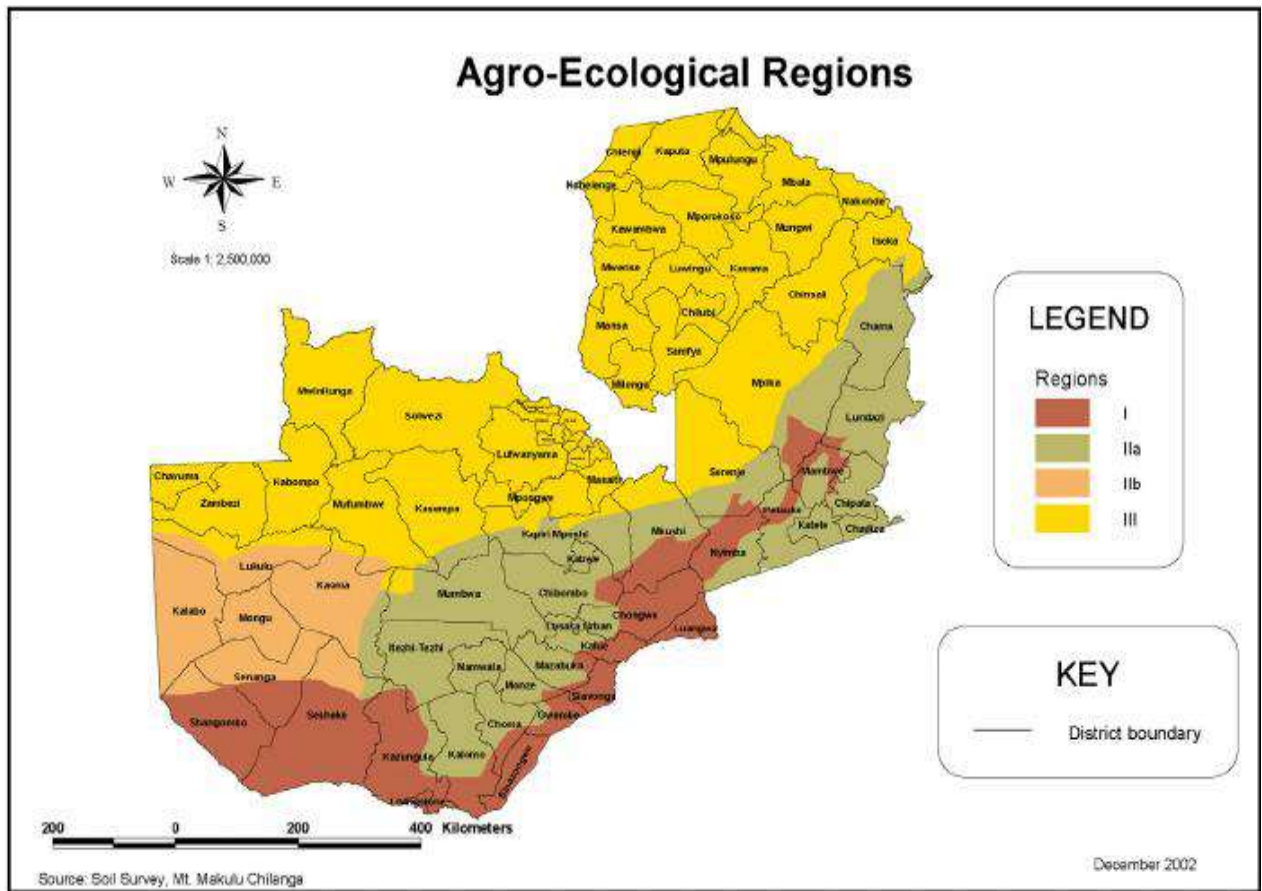 Agro-Ecological Regions
N
W E
S
Scale 1: 2,500,000
Chiengi
Kaputa
Mpulungu
Nchelenge
Mbala
Nakonde
Mporokoso
Kawambwa
Mungwi
Isoka
Mwense
Luwingu
Kasama
Chinsali
Chilubi
Mansa
Chama
Samfya
Milenge
Mpika
Mwinilunga
Solwezi
Lundazi
Lufwanyama
Chavuma
Kabompo
Serenje
Mambwe
Masaiti
Zambezi
Mufumbwe
Kasempa
Mpongwe
Chipata
Petauke
Katete
Chadiza
Kapiri Mposhi
Mkushi
Nyimba
Kabwe
Lukulu
Kaoma
Mumbwa
Chibombo
Kalabo
Mongu
Chongwe
Lusaka Urban
Luangwa
Itezhi-Tezhi
Kafue
Namwala
Mazabuka
Senanga
Monze
Siavonga
Shangombo
Sesheke
Choma
Gwembe
Kazungula
Kalomo
Sinazongwe
Livingstone
LEGEND
Regions
I
IIa
IIb
III
KEY
District boundary
200 0 200 400 Kilometers
Source: Soil Survey, Mt. Makulu Chilanga
December 2002